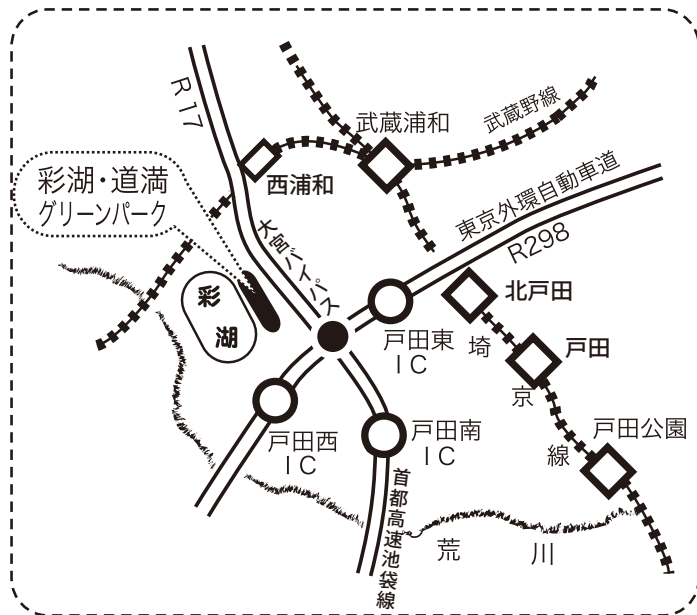 R 17
武蔵浦和
武蔵野線
西浦和
彩湖・道満
グリーンパーク
大宮バイパス
東京外環自動車道
R298
彩湖
北戸田
戸田東
IC
埼京線
戸田
戸田西
IC
戸田南
IC
戸田公園
首都高速池袋線
荒川